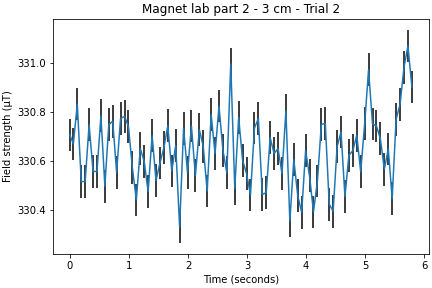 Magnet lab part 2 - 3 cm - Trial 2
Field strength (μT)
331.0
330.8
330.6
330.4
0 1 2 3 4 5 6
Time (seconds)